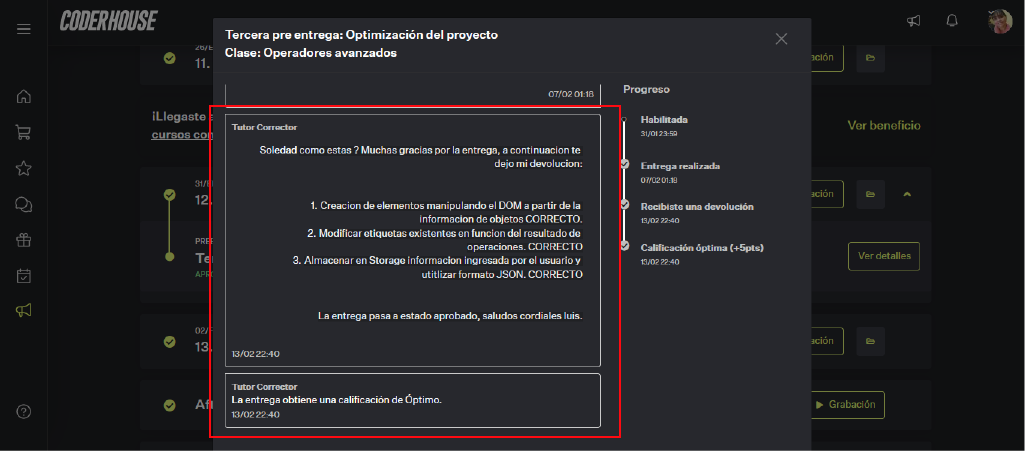 CODERHOUSE
Tercera pre entrega: Optimización del proyecto
Clase: Operadores avanzados
26/E
11.
ación
07/02 01:18
¡Llegaste
cursos con
Ver beneficio
Tutor Corrector
Soledad como estas ? Muchas gracias por la entrega, a continuacion te
dejo mi devolucion:
1. Creacion de elementos manipulando el DOM a partir de la
informacion de objetos CORRECTO.
2. Modificar etiquetas existentes en funcion del resultado de
operaciones. CORRECTO
3. Almacenar en Storage informacion ingresada por el usuario y
utitlizar formato JSON. CORRECTO
La entrega pasa a estado aprobado, saludos cordiales luis.
13/02 22:40
Tutor Corrector
La entrega obtiene una calificación de Óptimo.
13/02 22:40
Progreso
Habilitada
31/01 23:59
Entrega realizada
07/02 01:18
Recibiste una devolución
13/02 22:40
Calificación óptima (+5pts)
13/02 22:40
31/E
12.
ación
PRE
Te
APR
Ver detalles
02/F
13.
ación
Af
Grabación